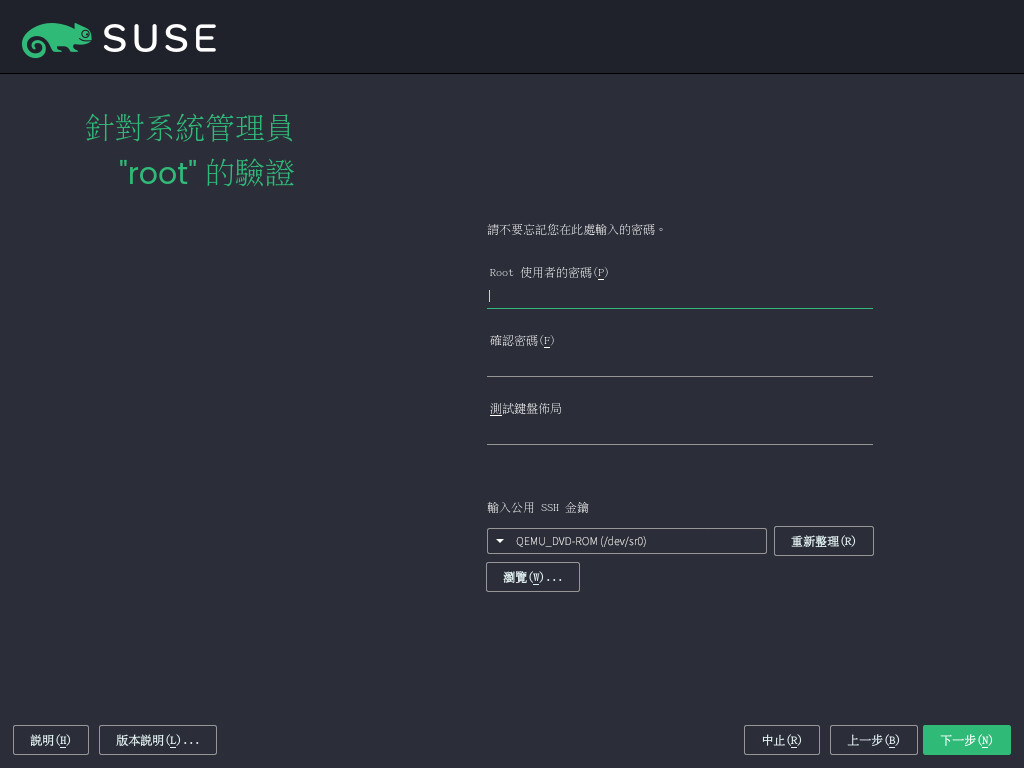 SUSE
針對系統管理員
"root" 的驗證
請不要忘記您在此處輸入的密碼。
Root 使用者的密碼(P)
確認密碼(F)
測試鍵盤佈局
輸入公用 SSH 金鑰
QEMU_DVD-ROM (/dev/sr0)
重新整理(R)
瀏覽(W)...
說明(H)
版本說明(L)...
中止(R)
上一步(B)
下一步(N)